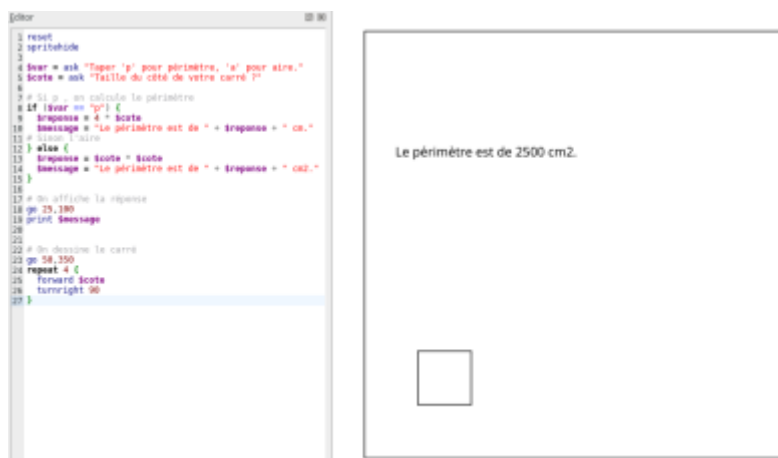 Editor
1 reset
2 spritehide
3
4 $var = ask "Taper 'p' pour périmètre, 'a' pour aire."
5 $cote = ask "Taille du côté de votre carré ?"
6
7 # Si p , on calcule le périmètre
8 if ($var == "p") {
9 $reponse = 4 * $cote
10 $message = "Le périmètre est de " + $reponse + " cm."
11 # Sinon l'aire
12 } else {
13 $reponse = $cote * $cote
14 $message = "Le périmètre est de " + $reponse + " cm2."
15 }
16
17 # On affiche la réponse
18 go 25,100
19 print $message
20
21
22 # On dessine le carré
23 go 50,350
24 repeat 4 {
25 forward $cote
26 turnright 90
27 }
Le périmètre est de 2500 cm2.